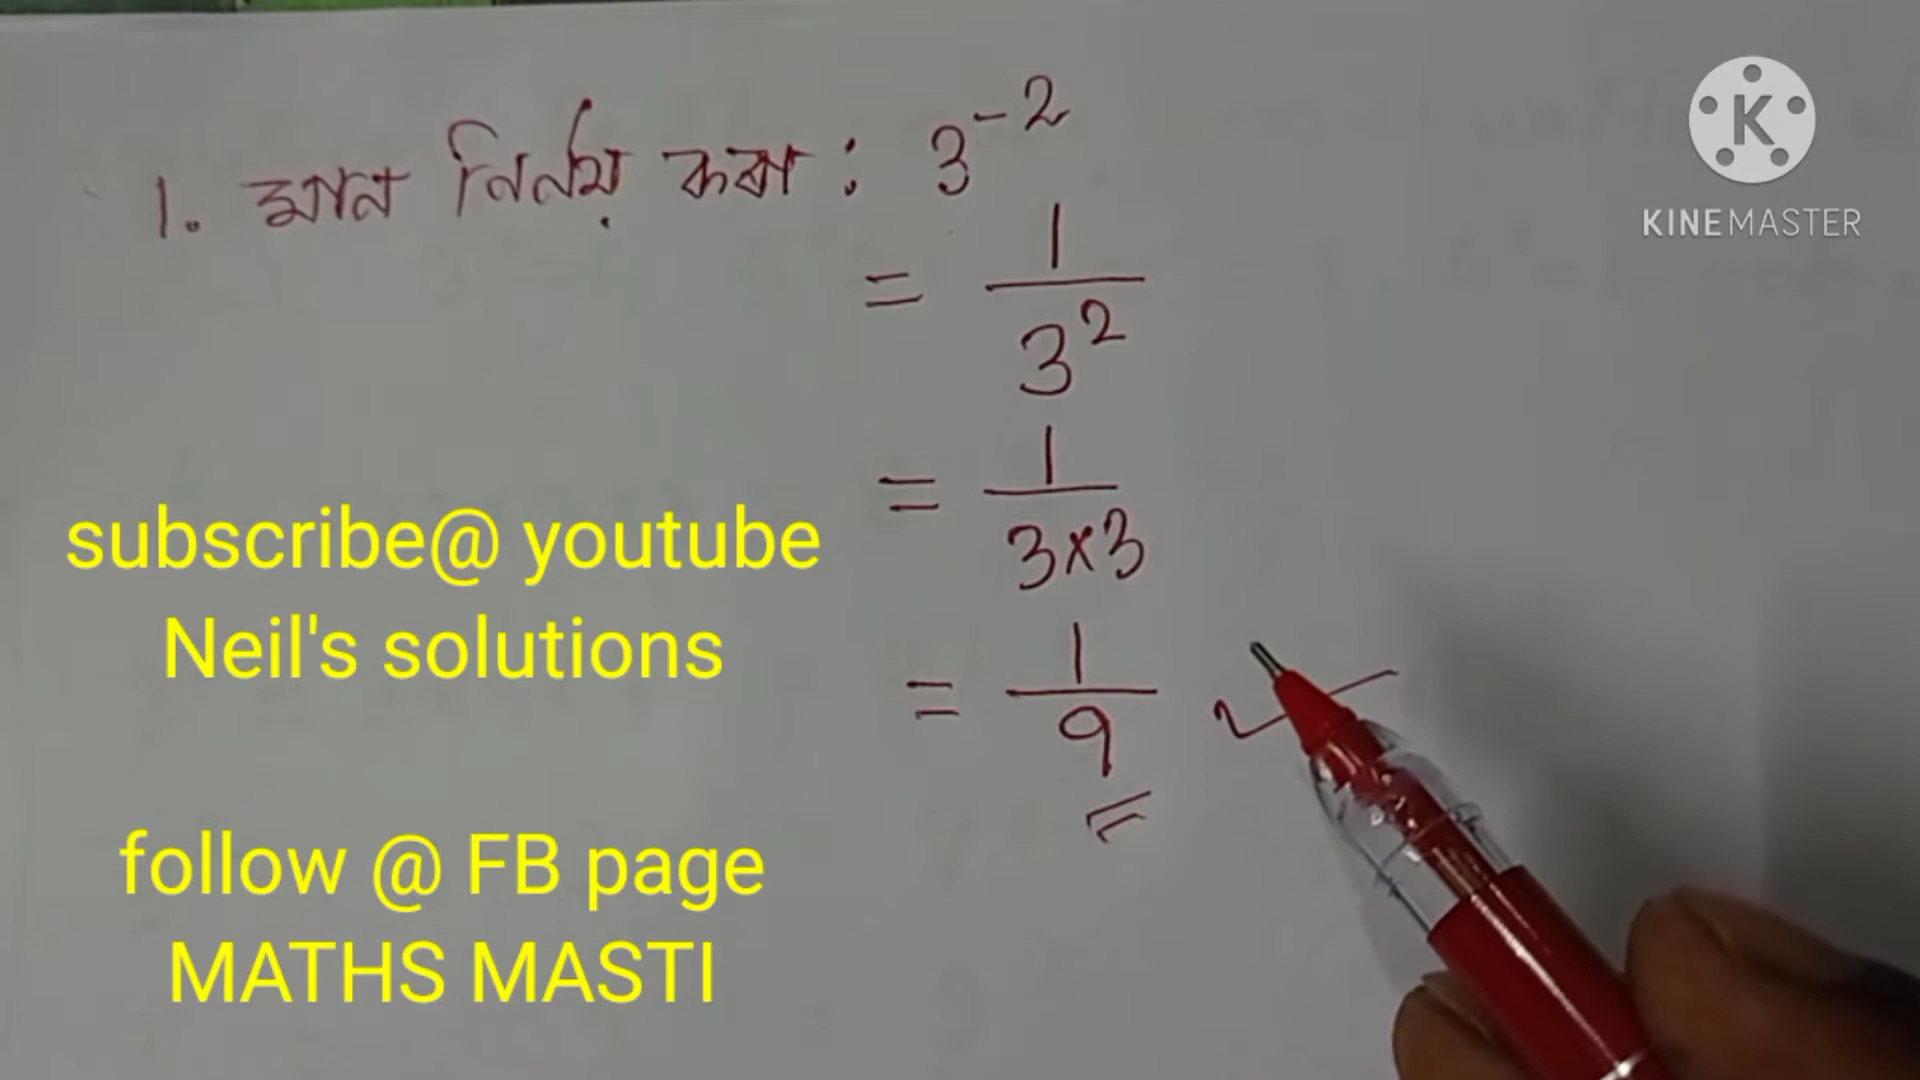 1. মান নিৰ্ণয় কৰা : 3⁻²
= 1/3²
= 1/3×3
= 1/9
K
KINEMASTER
subscribe@ youtube
Neil's solutions
follow @ FB page
MATHS MASTI